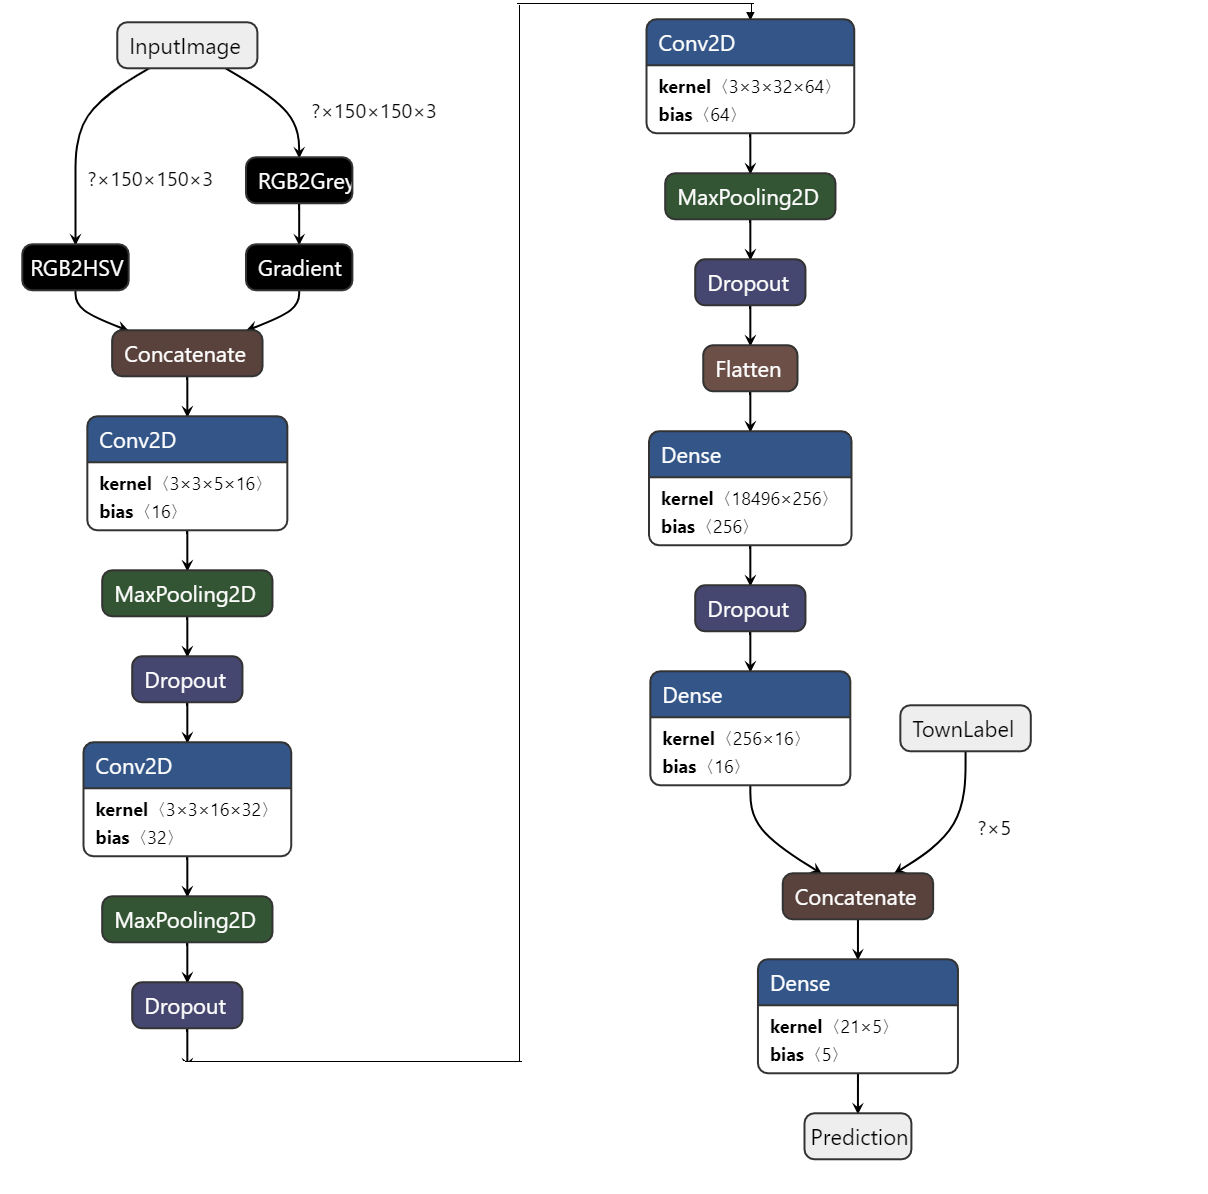 InputImage
?×150×150×3
?×150×150×3
RGB2Grey
RGB2HSV
Gradient
Concatenate
Conv2D
kernel 〈3×3×5×16〉
bias 〈16〉
MaxPooling2D
Dropout
Conv2D
kernel 〈3×3×16×32〉
bias 〈32〉
MaxPooling2D
Dropout
Conv2D
kernel 〈3×3×32×64〉
bias 〈64〉
MaxPooling2D
Dropout
Flatten
Dense
kernel 〈18496×256〉
bias 〈256〉
Dropout
Dense
kernel 〈256×16〉
bias 〈16〉
TownLabel
?×5
Concatenate
Dense
kernel 〈21×5〉
bias 〈5〉
Prediction